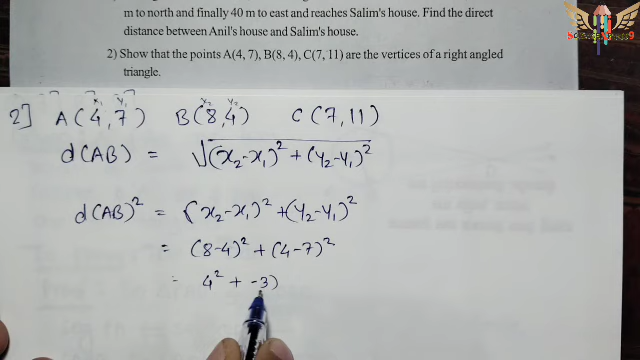 m to north and finally 40 m to east and reaches Salim's house. Find the direct
distance between Anil's house and Salim's house.
2) Show that the points A(4, 7), B(8, 4), C(7, 11) are the vertices of a right angled
triangle.
x₁ y₁ x₂ y₂
2] A(4,7) B(8,4) C(7,11)
d(AB) = √(x₂-x₁)² + (y₂-y₁)²
d(AB)² = (x₂-x₁)² + (y₂-y₁)²
= (8-4)² + (4-7)²
= 4² + -3)